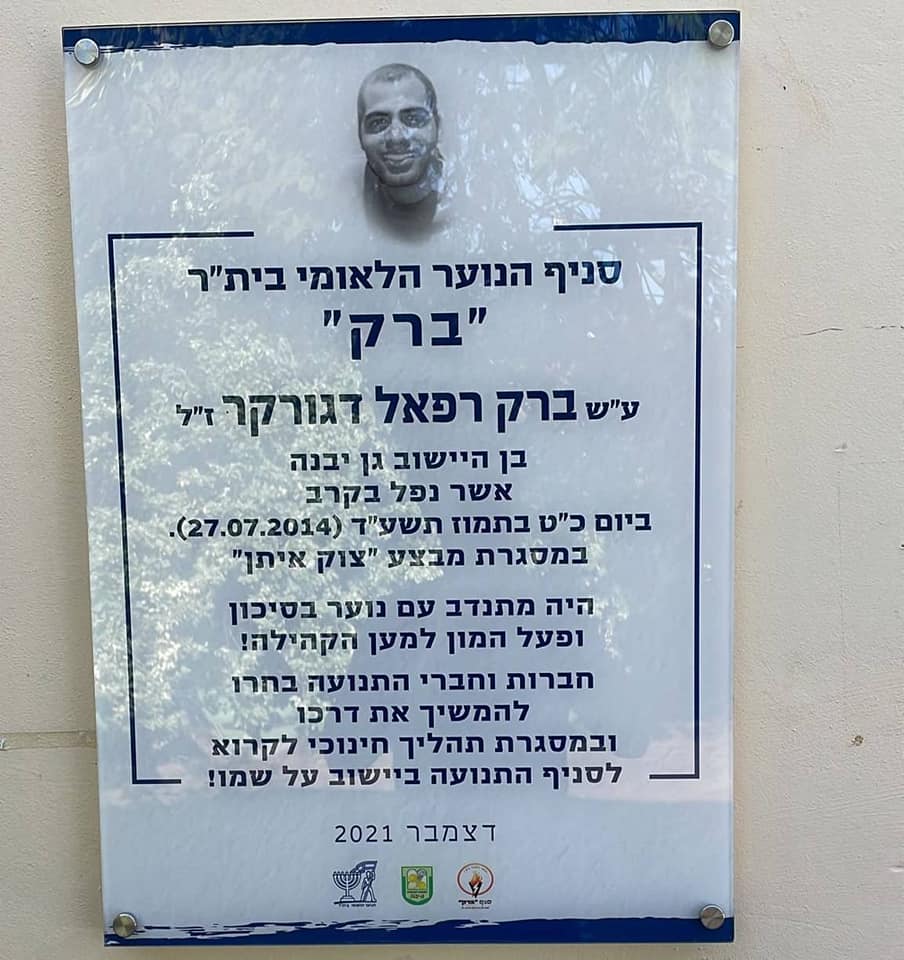 סניף הנוער הלאומי בית"ר
"ברק"
ע"ש ברק רפאל דגורקר ז"ל
בן היישוב גן יבנה
אשר נפל בקרב
ביום כ"ט בתמוז תשע"ד (27.07.2014).
במסגרת מבצע "צוק איתן"
היה מתנדב עם נוער בסיכון
ופעל המון למען הקהילה!
חברות וחברי התנועה בחרו
להמשיך את דרכו
ובמסגרת תהליך חינוכי לקרוא
לסניף התנועה ביישוב על שמו!
דצמבר 2021
סניף "ברק"